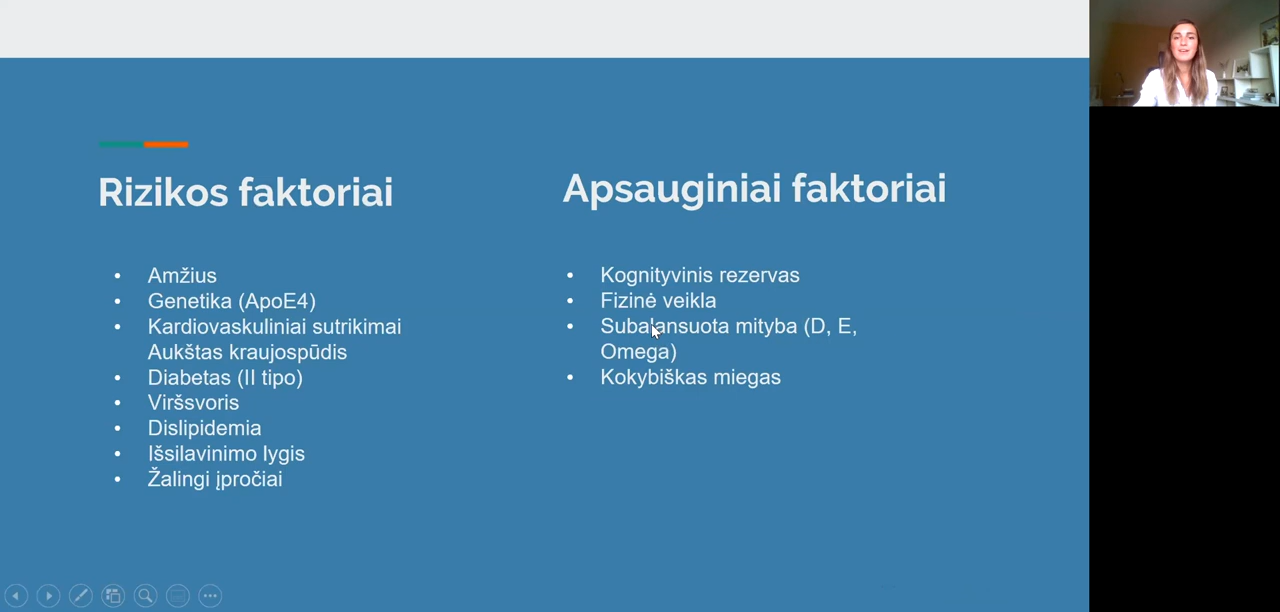 Rizikos faktoriai
• Amžius
• Genetika (ApoE4)
• Kardiovaskuliniai sutrikimai
Aukštas kraujospūdis
• Diabetas (II tipo)
• Viršsvoris
• Dislipidemia
• Išsilavinimo lygis
• Žalingi įpročiai
Apsauginiai faktoriai
• Kognityvinis rezervas
• Fizinė veikla
• Subalansuota mityba (D, E,
Omega)
• Kokybiškas miegas